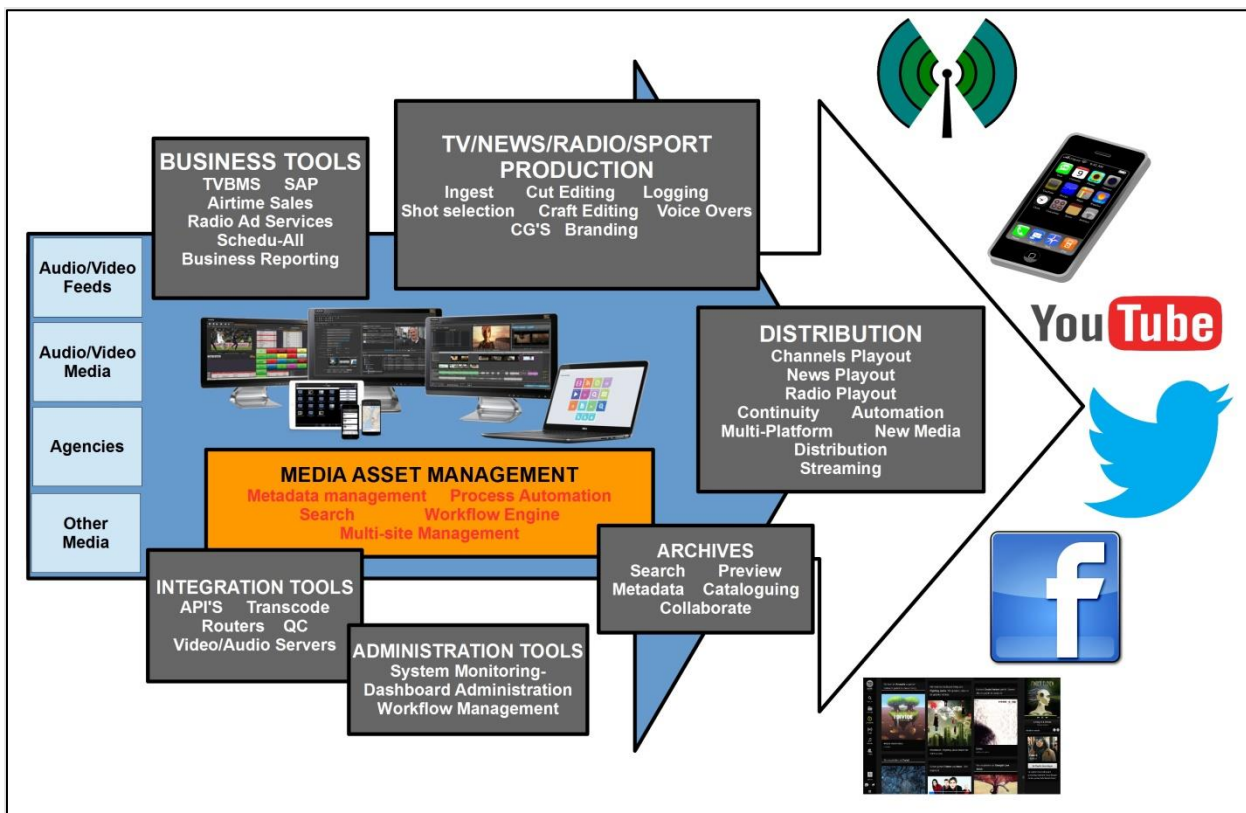 BUSINESS TOOLS
TVBMS SAP
Airtime Sales
Radio Ad Services
Schedu-All
Business Reporting
TV/NEWS/RADIO/SPORT
PRODUCTION
Ingest Cut Editing Logging
Shot selection Craft Editing Voice Overs
CG'S Branding
Audio/Video
Feeds
Audio/Video
Media
Agencies
Other
Media
DISTRIBUTION
Channels Playout
News Playout
Radio Playout
Continuity Automation
Multi-Platform New Media
Distribution
Streaming
MEDIA ASSET MANAGEMENT
Metadata management Process Automation
Search Workflow Engine
Multi-site Management
ARCHIVES
Search Preview
Metadata Cataloguing
Collaborate
INTEGRATION TOOLS
API'S Transcode
Routers QC
Video/Audio Servers
ADMINISTRATION TOOLS
System Monitoring-
Dashboard Administration
Workflow Management
YouTube
f